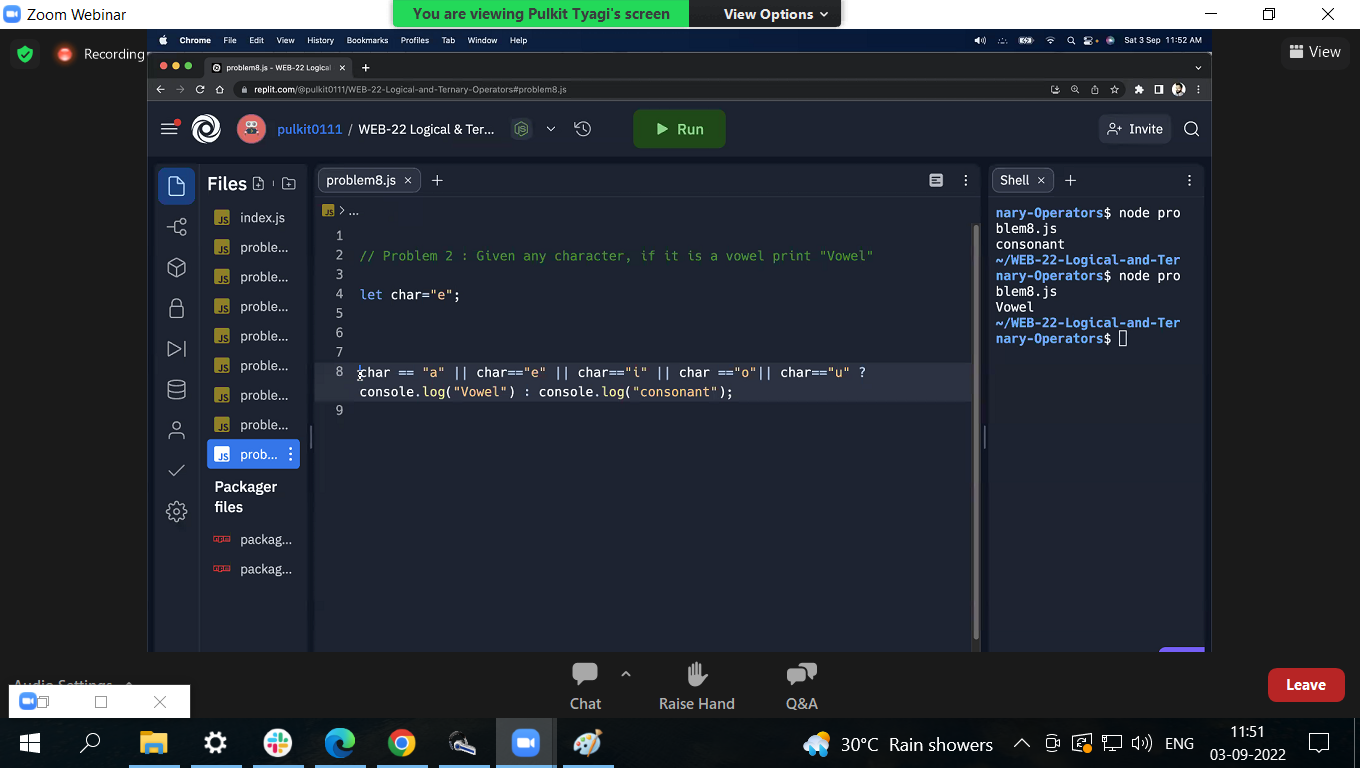 Zoom Webinar
You are viewing Pulkit Tyagi's screen
View Options
Recording
View
Chrome File Edit View History Bookmarks Profiles Tab Window Help
Sat 3 Sep 11:52 AM
problem8.js - WEB-22 Logical
replit.com/@pulkit0111/WEB-22-Logical-and-Ternary-Operators#problem8.js
pulkit0111 / WEB-22 Logical & Ter...
Run
Invite
Files
index.js
proble...
proble...
proble...
proble...
proble...
proble...
proble...
prob...
Packager
files
packag...
packag...
problem8.js
...
1
2 // Problem 2 : Given any character, if it is a vowel print "Vowel"
3
4 let char="e";
5
6
7
8 char == "a" || char=="e" || char=="i" || char =="o"|| char=="u" ?
console.log("Vowel") : console.log("consonant");
9
Shell
nary-Operators$ node pro
blem8.js
consonant
~/WEB-22-Logical-and-Ter
nary-Operators$ node pro
blem8.js
Vowel
~/WEB-22-Logical-and-Ter
nary-Operators$
Audio Settings
Chat
Raise Hand
Q&A
Leave
30°C Rain showers
ENG
11:51
03-09-2022